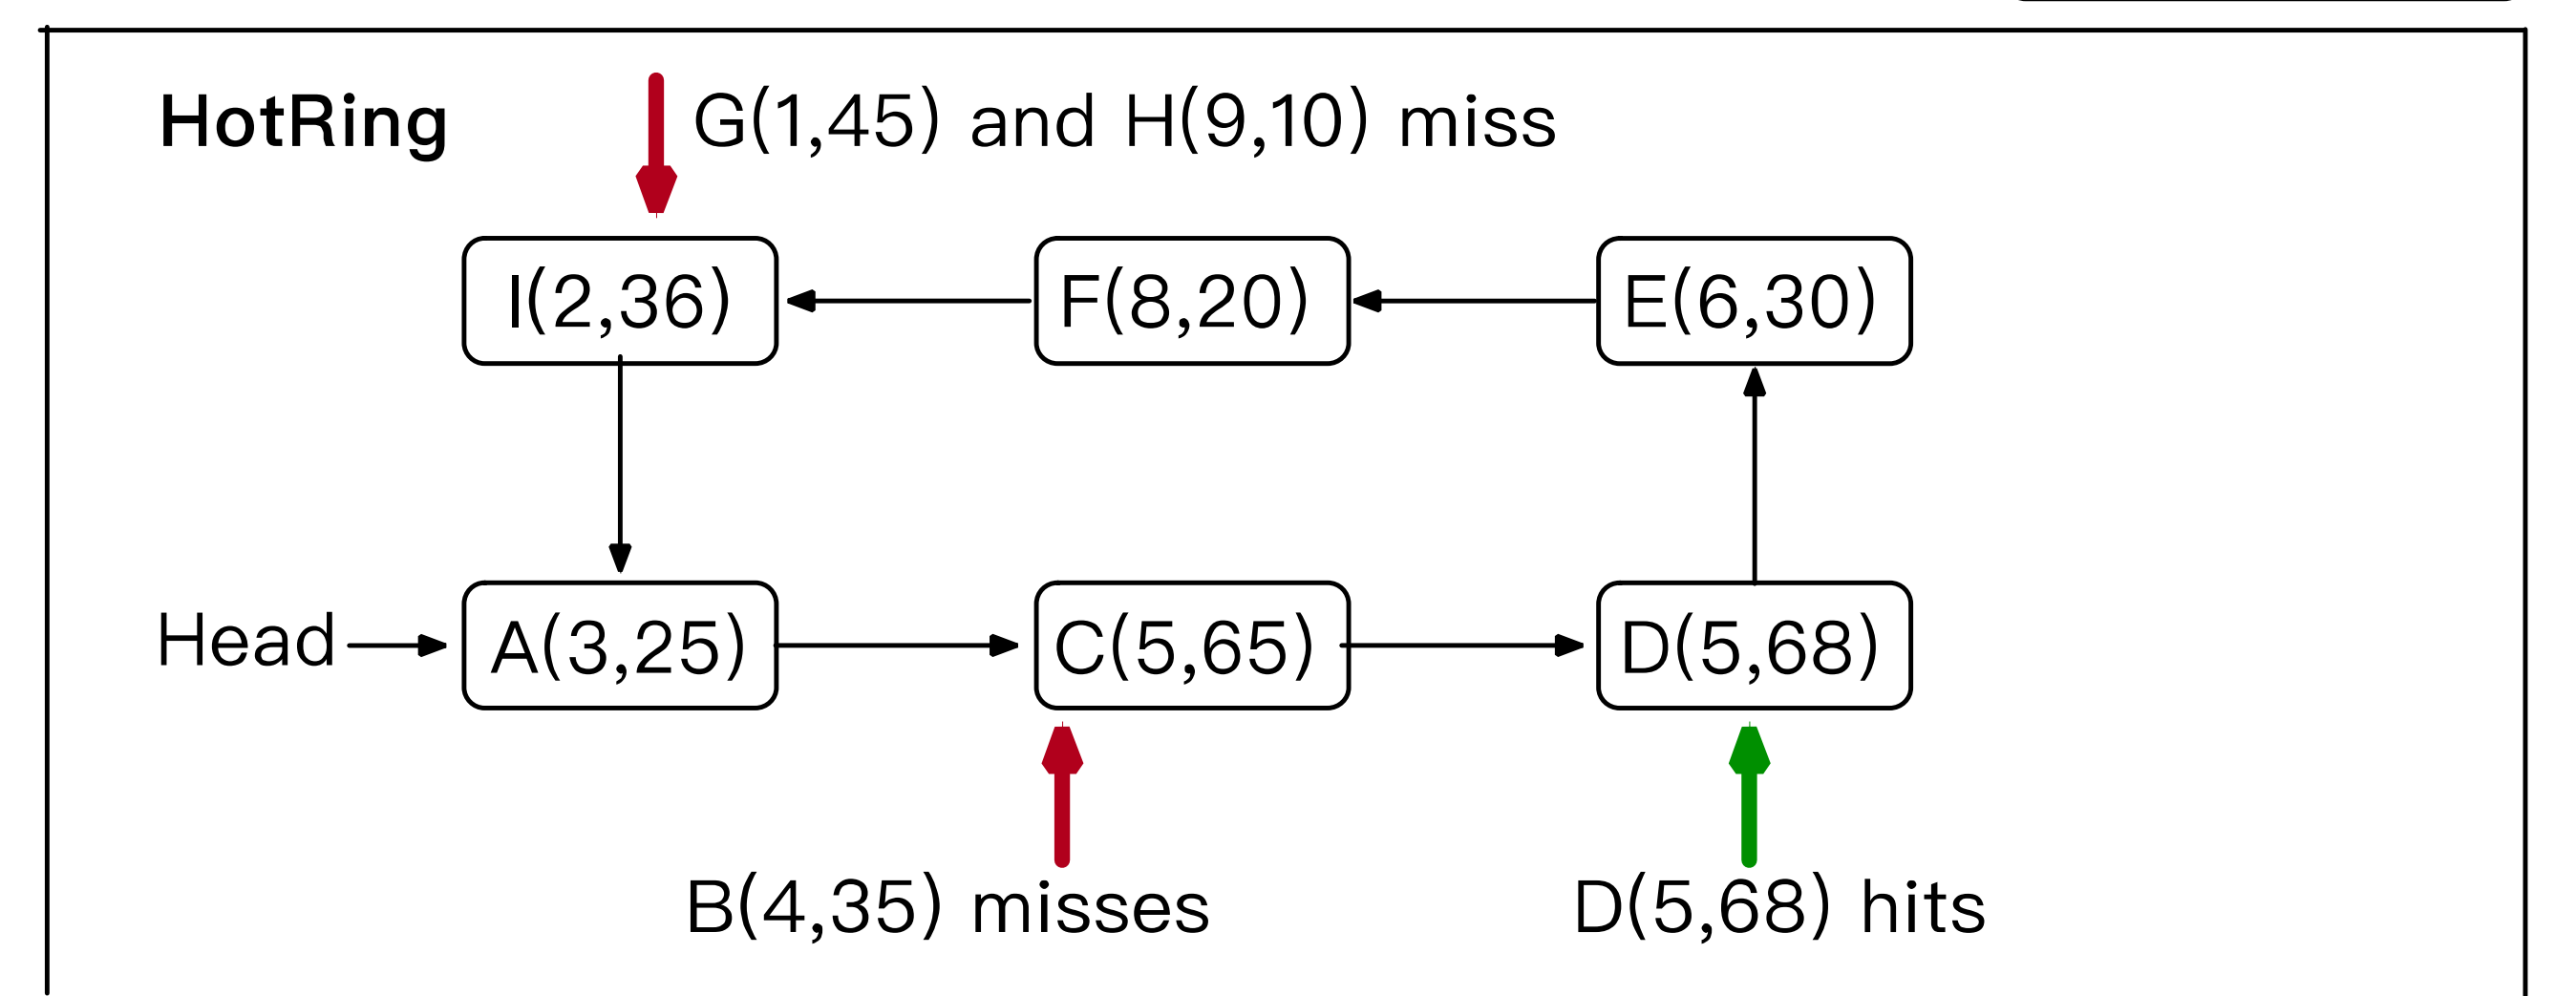 HotRing
G(1,45) and H(9,10) miss
I(2,36)
F(8,20)
E(6,30)
Head
A(3,25)
C(5,65)
D(5,68)
B(4,35) misses
D(5,68) hits